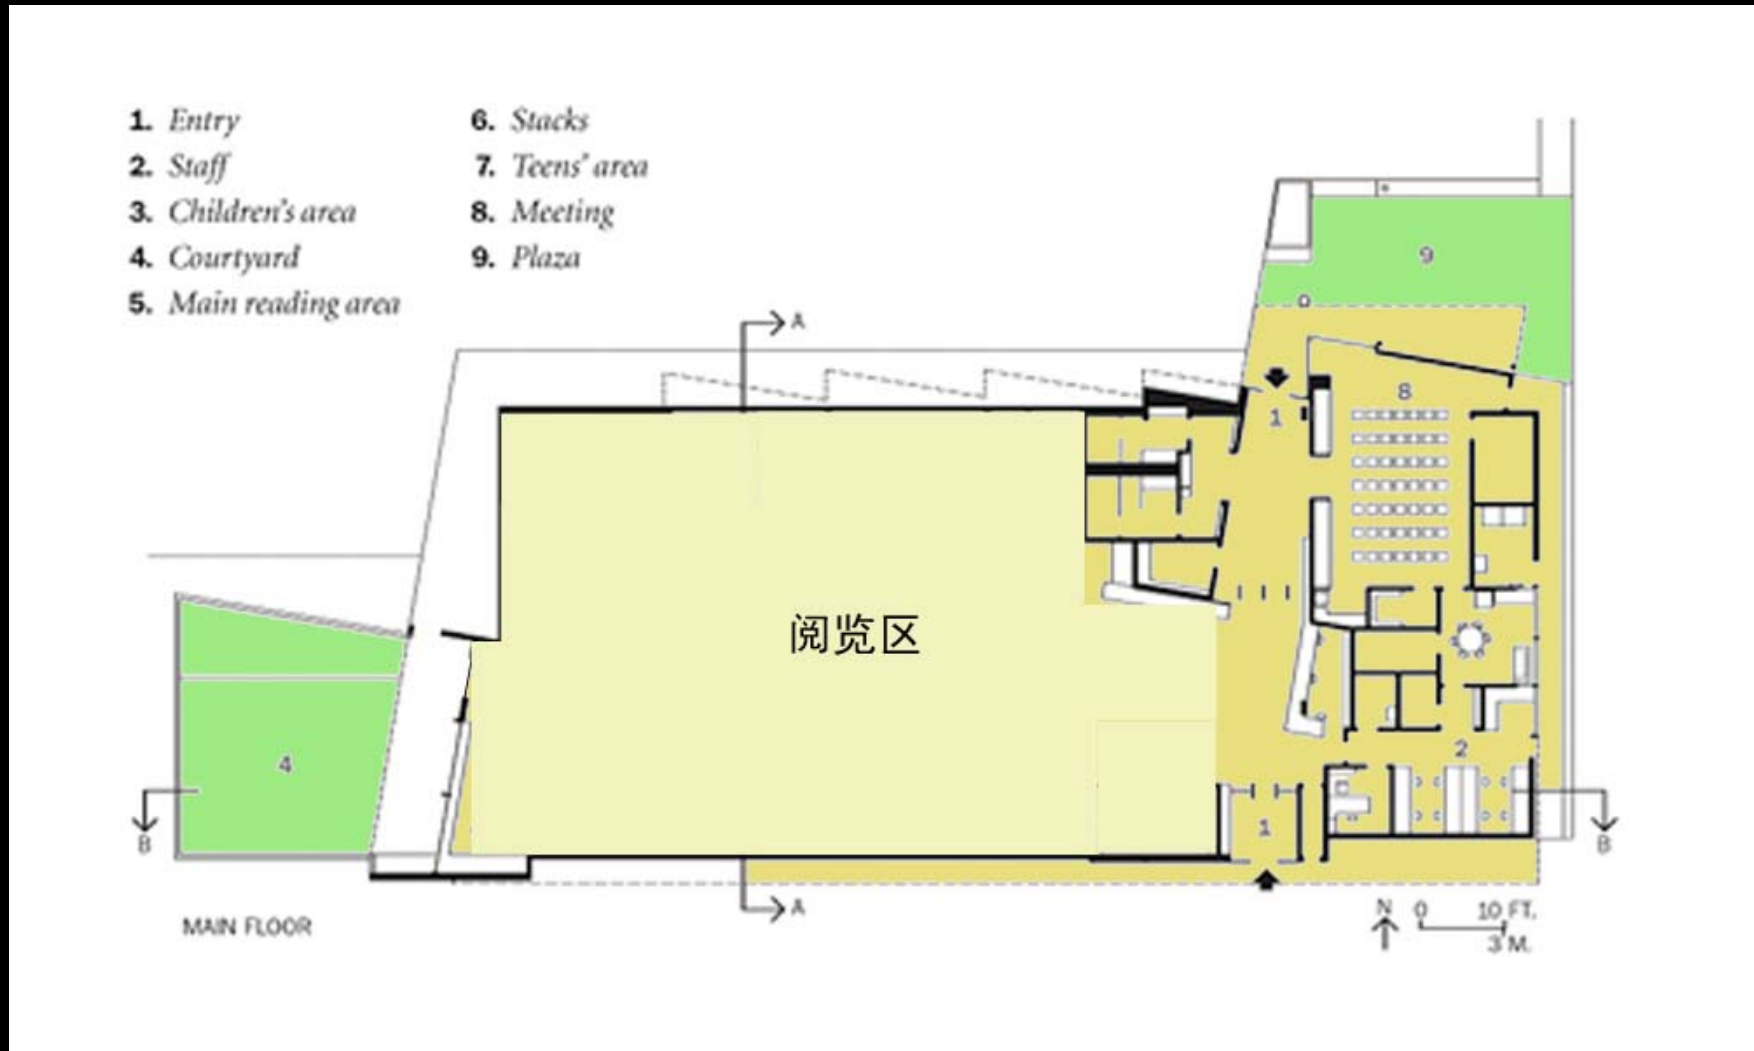 1. Entry
2. Staff
3. Children's area
4. Courtyard
5. Main reading area
6. Stacks
7. Teens' area
8. Meeting
9. Plaza
9
A
8
1
阅览区
4
2
B
1
B
A
MAIN FLOOR
N 0 10 FT.
3 M.